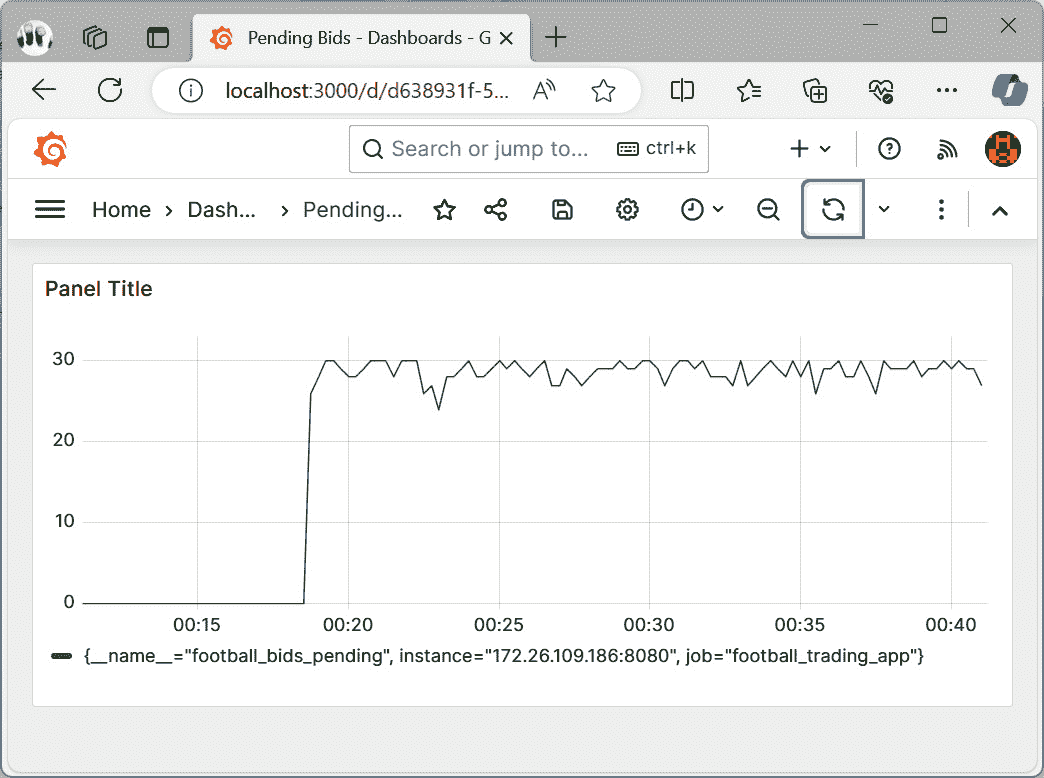 Pending Bids - Dashboards - G
localhost:3000/d/d638931f-5...
Search or jump to... ctrl+k
Home › Dash... › Pending...
Panel Title
30
20
10
0
00:15 00:20 00:25 00:30 00:35 00:40
{__name__="football_bids_pending", instance="172.26.109.186:8080", job="football_trading_app"}